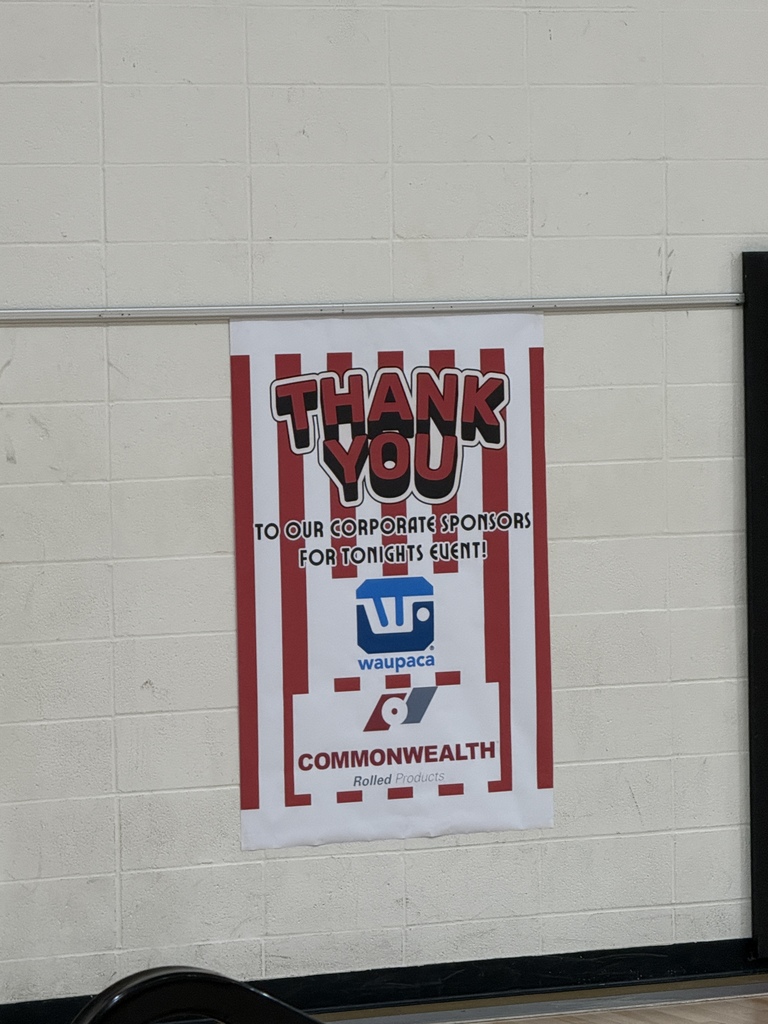 THANK
YOU
TO OUR CORPORATE SPONSORS
FOR TONIGHTS EVENT!
W
waupaca
COMMONWEALTH
Rolled Products